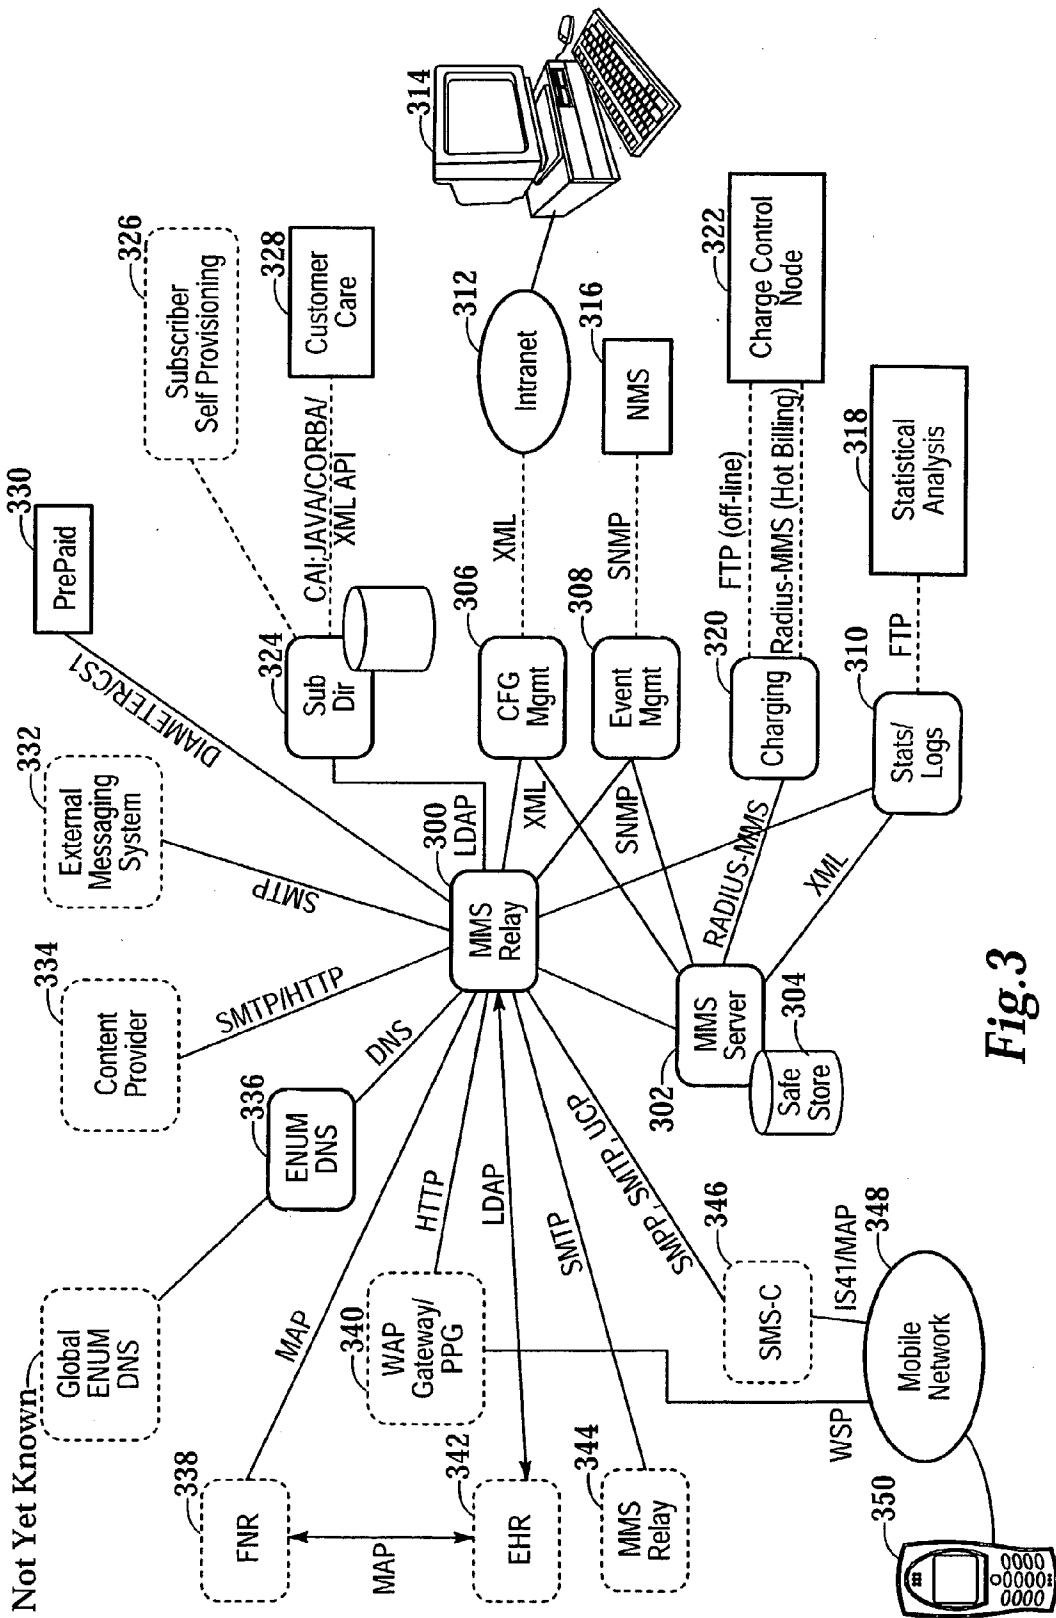 Not Yet Known
Global
ENUM
DNS
336
ENUM
DNS
334
Content
Provider
332
External
Messaging
System
330
PrePaid
326
Subscriber
Self Provisioning
338
FNR
MAP
DNS
SMTP/HTTP
SMTP
DIAMETER/CS1
324
Sub
Dir
CAI:JAVA/CORBA/
XML API
328
Customer
Care
MAP
340
WAP
Gateway/
PPG
HTTP
300
MMS
Relay
LDAP
342
EHR
LDAP
306
CFG
Mgmt
XML
XML
312
Intranet
314
344
MMS
Relay
SMTP
308
Event
Mgmt
SNMP
SNMP
316
NMS
SMPP, SMTP, UCP
346
SMS-C
302
MMS
Server
304
Safe
Store
RADIUS-MMS
320
Charging
FTP (off-line)
Radius-MMS (Hot Billing)
322
Charge Control
Node
XML
310
Stats/
Logs
FTP
318
Statistical
Analysis
WSP
IS41/MAP
348
Mobile
Network
350
Fig.3